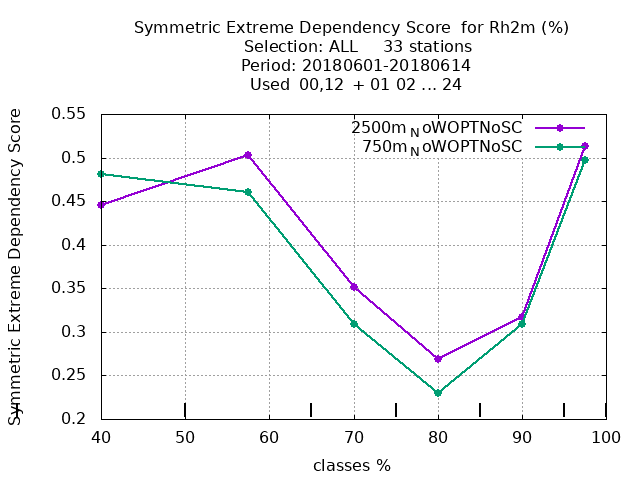 Symmetric Extreme Dependency Score  for Rh2m (%)
Selection: ALL     33 stations
Period: 20180601-20180614
Used  00,12  + 01 02 ... 24
Symmetric Extreme Dependency Score
0.55
0.5
0.45
0.4
0.35
0.3
0.25
0.2
2500m_NoWOPTNoSC
750m_NoWOPTNoSC
40 50 60 70 80 90 100
classes %